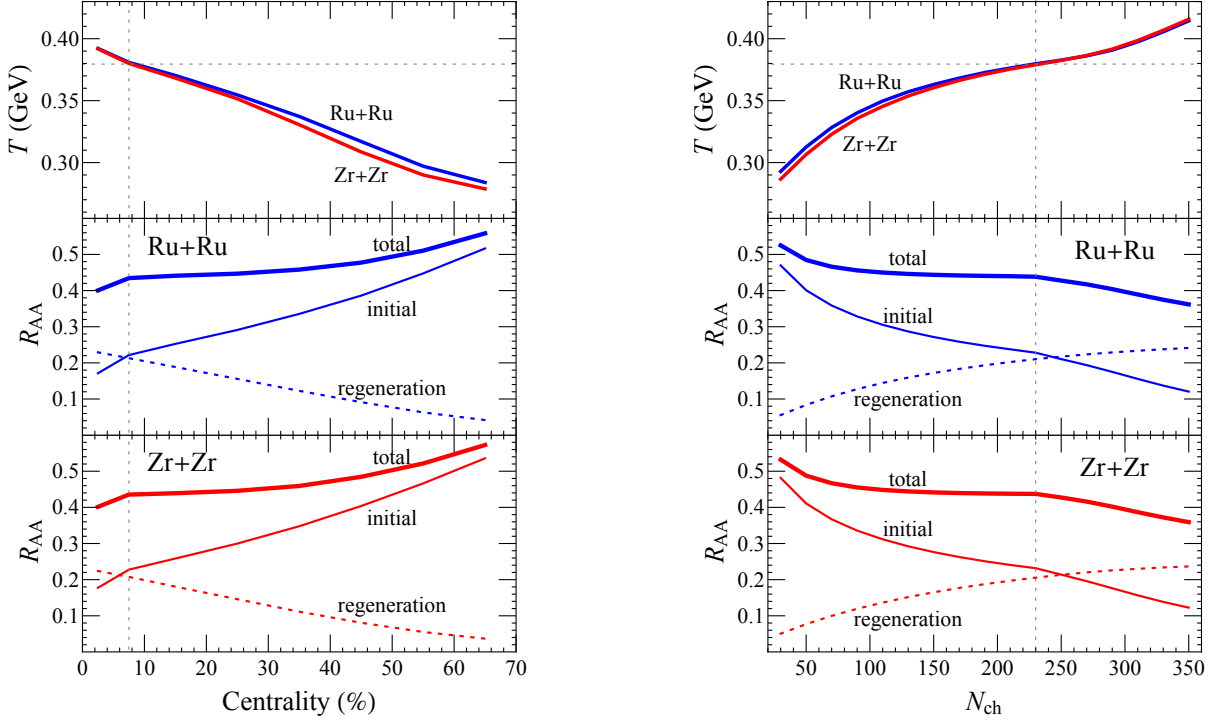 0.40
0.35
0.30
T (GeV)
Ru+Ru
Zr+Zr
0.5
0.4
0.3
0.2
0.1
R_AA
Ru+Ru
total
initial
regeneration
0.5
0.4
0.3
0.2
0.1
R_AA
Zr+Zr
total
initial
regeneration
0 10 20 30 40 50 60 70
Centrality (%)
0.40
0.35
0.30
T (GeV)
Ru+Ru
Zr+Zr
0.5
0.4
0.3
0.2
0.1
R_AA
Ru+Ru
total
initial
regeneration
0.5
0.4
0.3
0.2
0.1
R_AA
Zr+Zr
total
initial
regeneration
50 100 150 200 250 300 350
N_ch